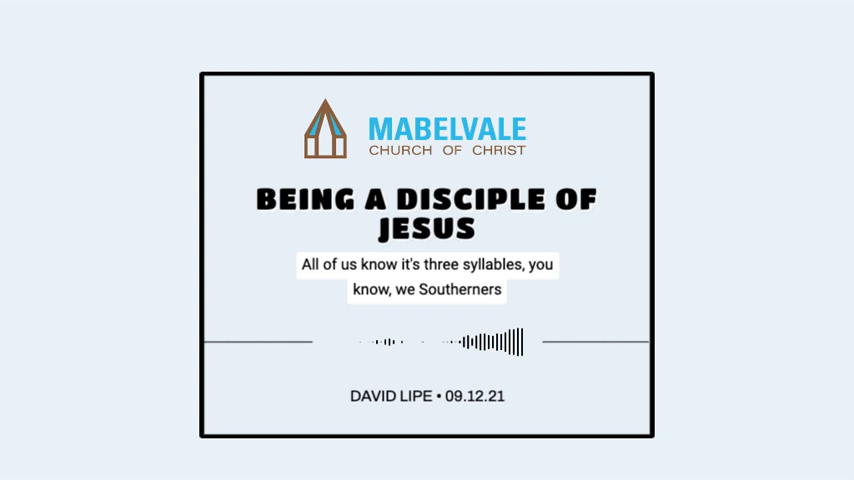 MABELVALE
CHURCH OF CHRIST
BEING A DISCIPLE OF
JESUS
All of us know it's three syllables, you
know, we Southerners
DAVID LIPE • 09.12.21